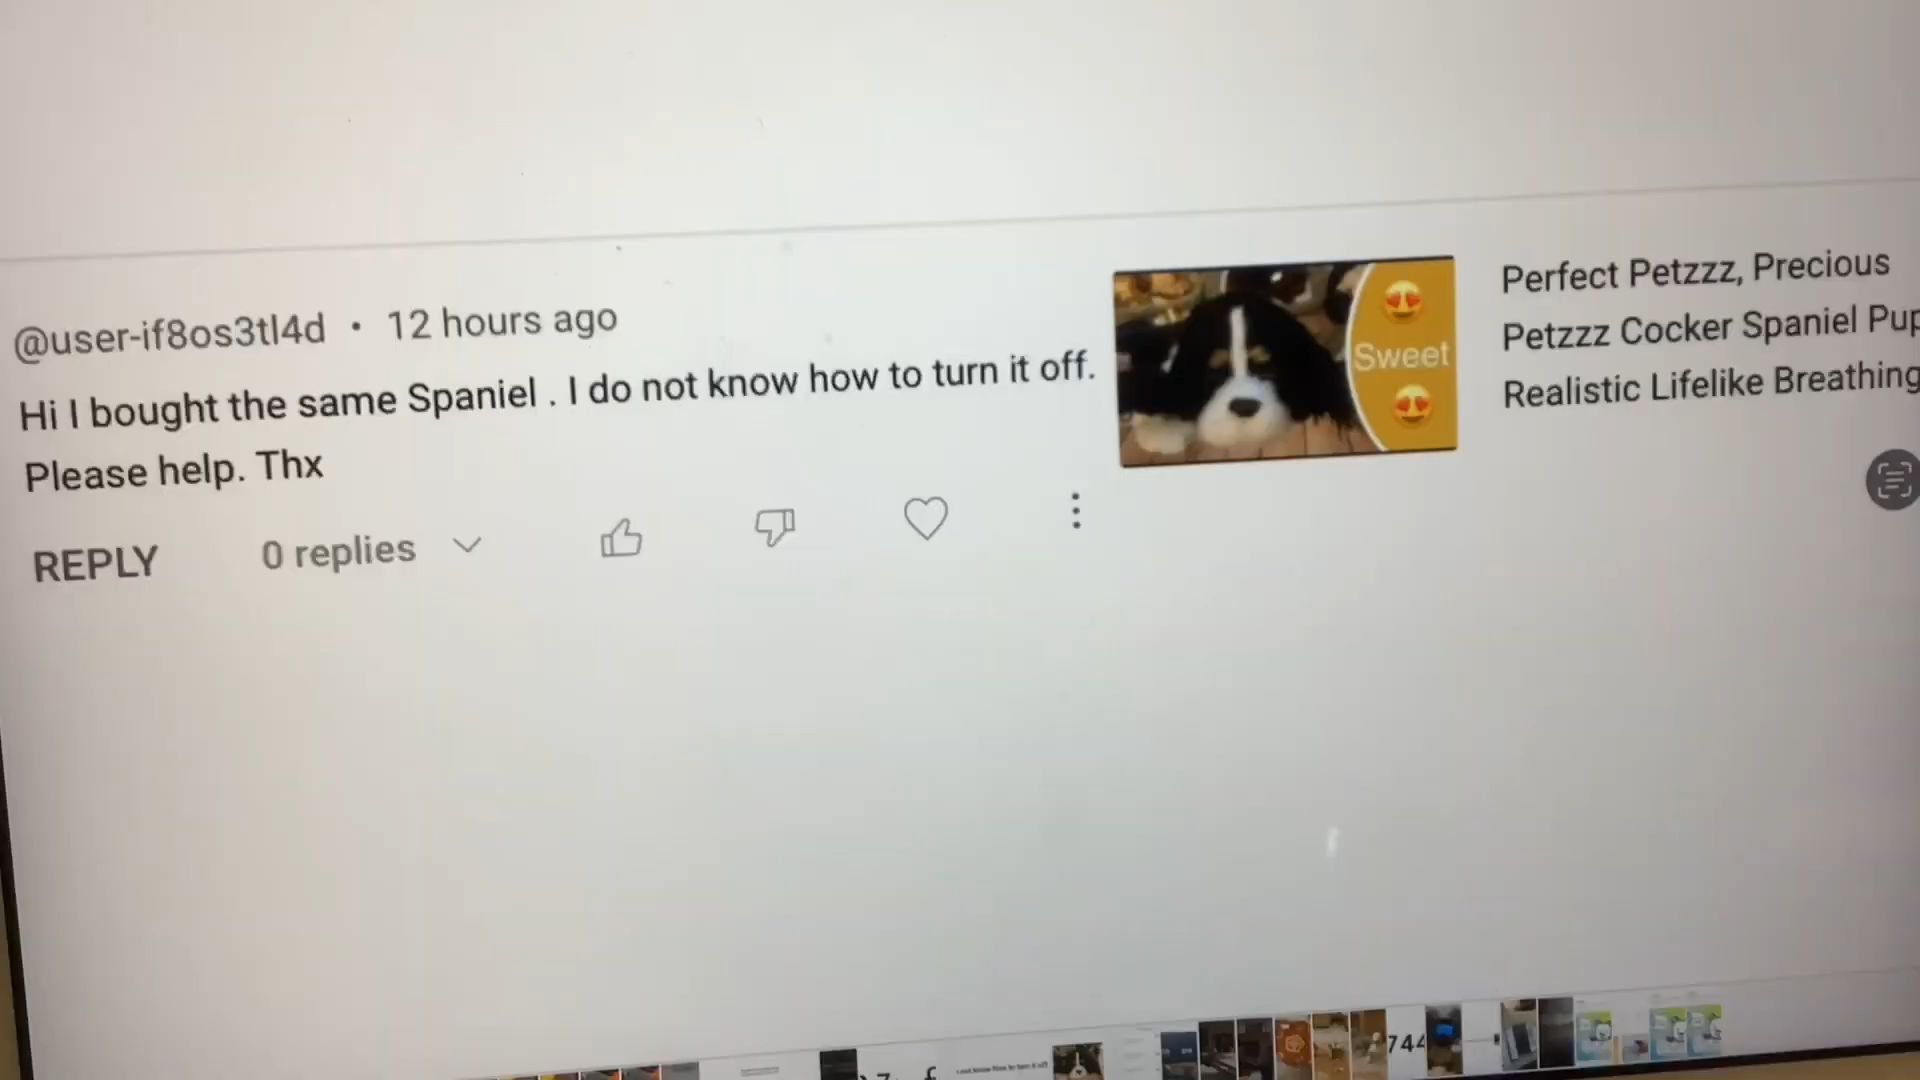 @user-if8os3tl4d · 12 hours ago
Hi I bought the same Spaniel . I do not know how to turn it off.
Please help. Thx
REPLY
0 replies
Sweet
Perfect Petzzz, Precious
Petzzz Cocker Spaniel Pup
Realistic Lifelike Breathing
744